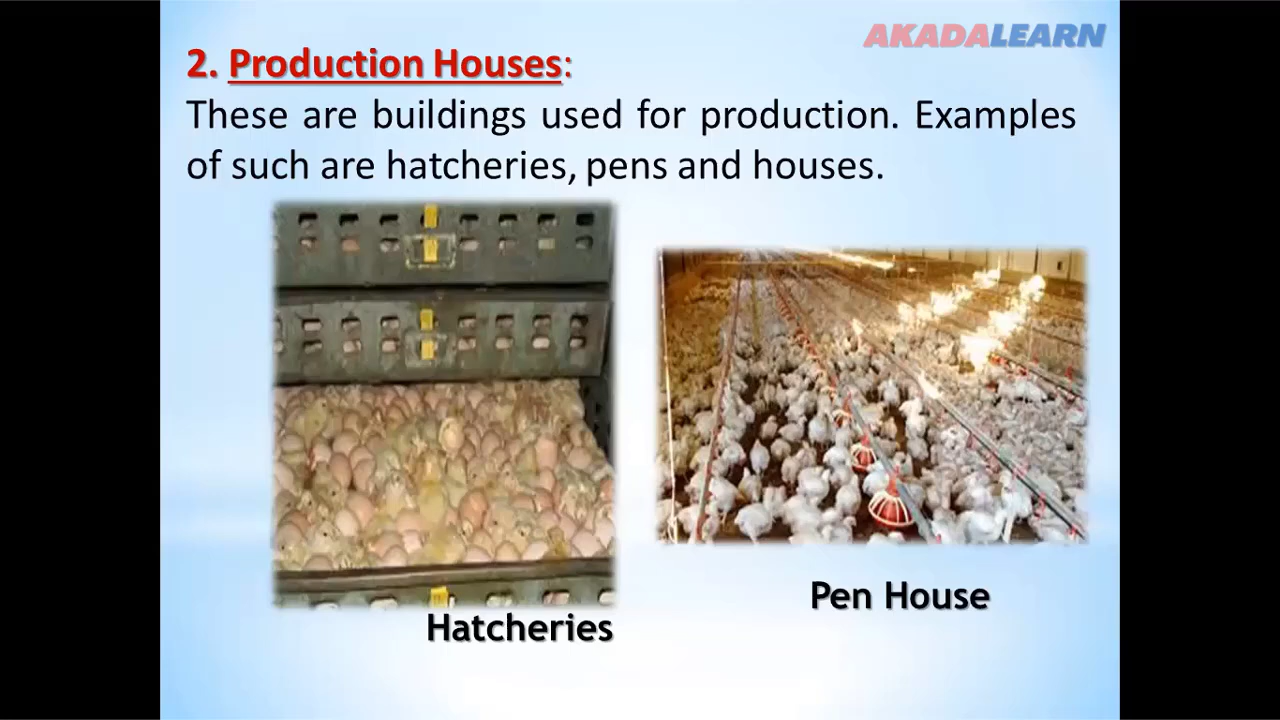 AKADALEARN
2. Production Houses:
These are buildings used for production. Examples
of such are hatcheries, pens and houses.
Hatcheries
Pen House